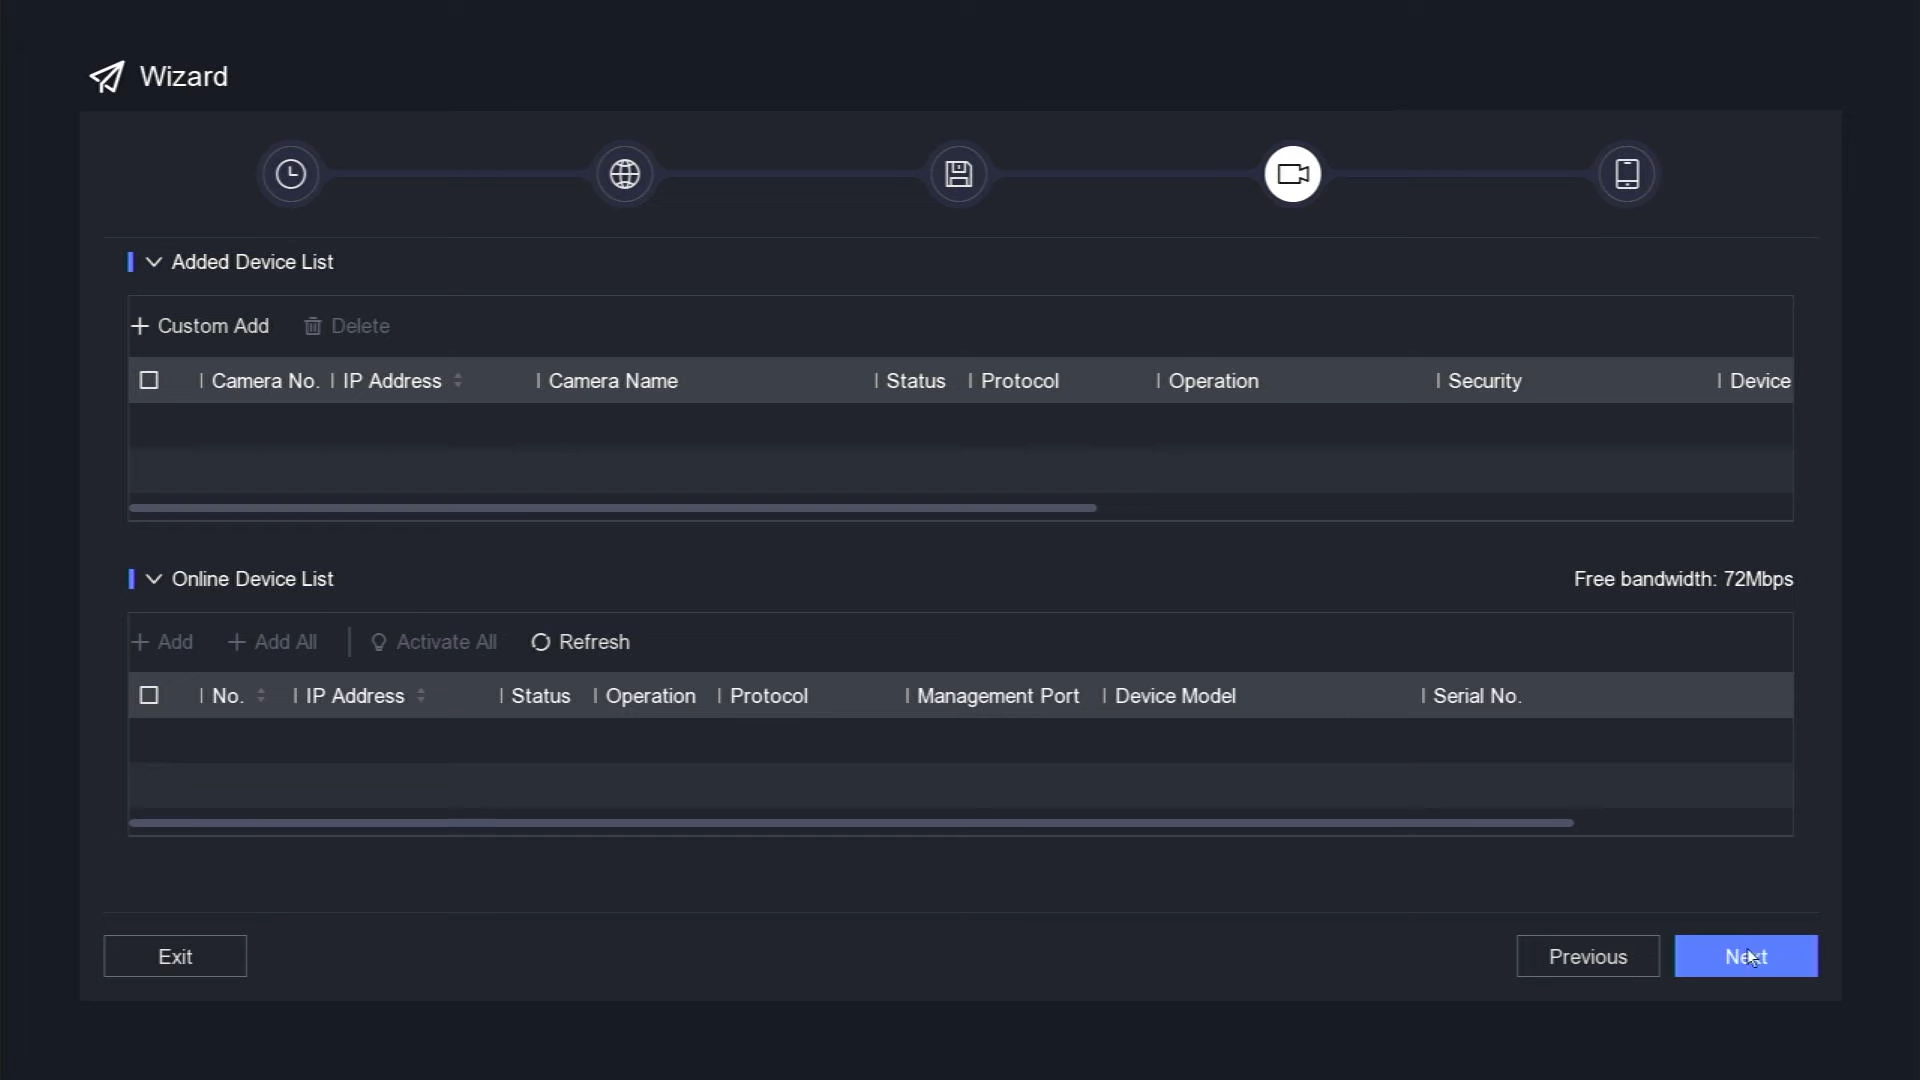 Wizard
Added Device List
Custom Add Delete
Camera No. IP Address Camera Name Status Protocol Operation Security Device
Online Device List Free bandwidth: 72Mbps
Add Add All Activate All Refresh
No. IP Address Status Operation Protocol Management Port Device Model Serial No.
Exit Previous Next